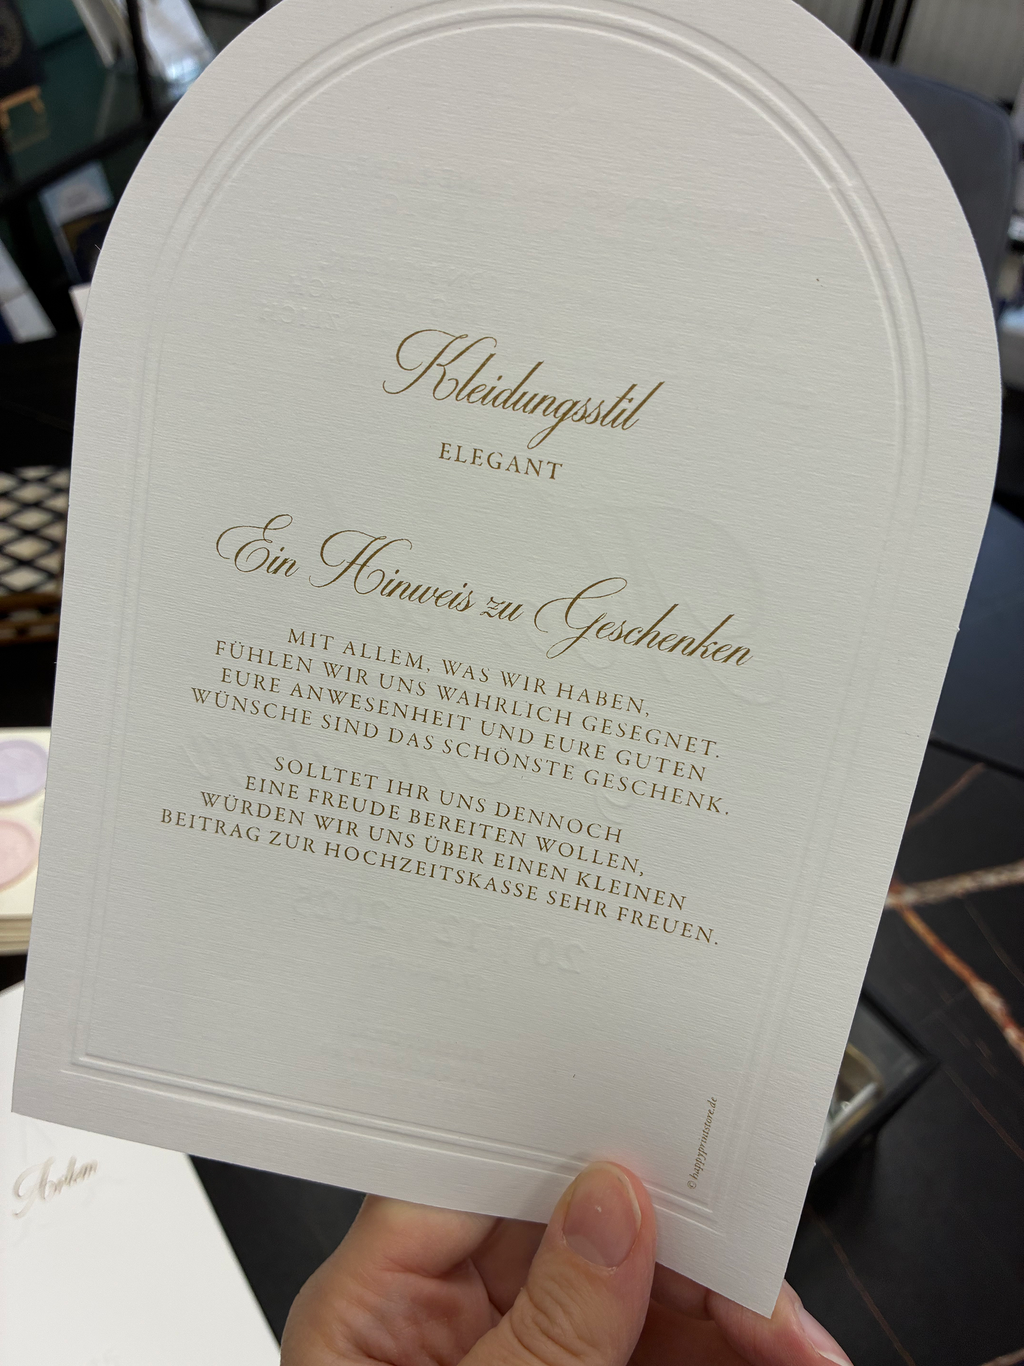 Kleidungsstil
ELEGANT
Ein Hinweis zu Geschenken
MIT ALLEM, WAS WIR HABEN,
FÜHLEN WIR UNS WAHRLICH GESEGNET.
EURE ANWESENHEIT UND EURE GUTEN
WÜNSCHE SIND DAS SCHÖNSTE GESCHENK.
SOLLTET IHR UNS DENNOCH
EINE FREUDE BEREITEN WOLLEN,
WÜRDEN WIR UNS ÜBER EINEN KLEINEN
BEITRAG ZUR HOCHZEITSKASSE SEHR FREUEN.
© happyprintstore.de